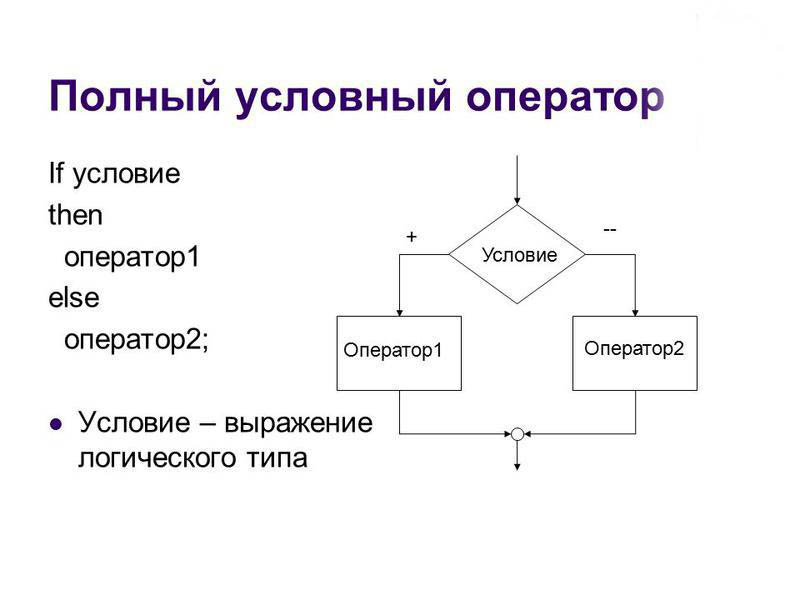 Полный условный оператор
If условие
then
оператор1
else
оператор2;
Условие – выражение
логического типа
+
--
Условие
Оператор1
Оператор2